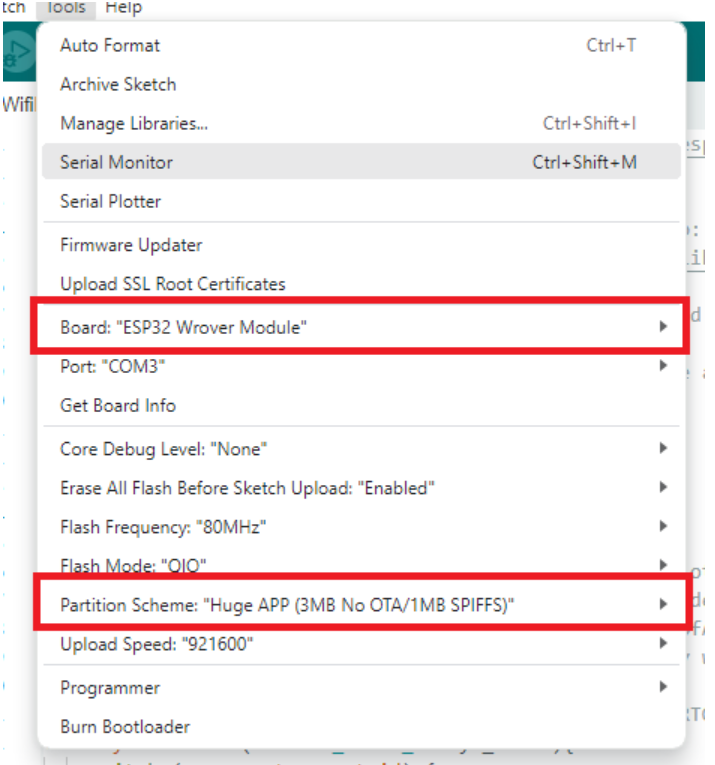 Tools Help
Auto Format Ctrl+T
Archive Sketch
Manage Libraries... Ctrl+Shift+I
Serial Monitor Ctrl+Shift+M
Serial Plotter
Firmware Updater
Upload SSL Root Certificates
Board: "ESP32 Wrover Module"
Port: "COM3"
Get Board Info
Core Debug Level: "None"
Erase All Flash Before Sketch Upload: "Enabled"
Flash Frequency: "80MHz"
Flash Mode: "QIO"
Partition Scheme: "Huge APP (3MB No OTA/1MB SPIFFS)"
Upload Speed: "921600"
Programmer
Burn Bootloader